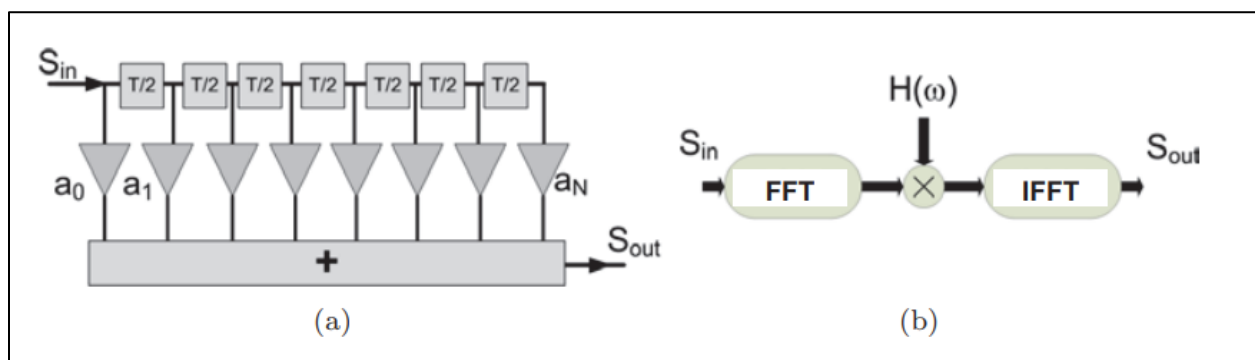 S_in T/2 T/2 T/2 T/2 T/2 T/2 T/2
a_0 a_1 a_N
+ S_out
(a)
H(ω)
S_in FFT × IFFT S_out
(b)